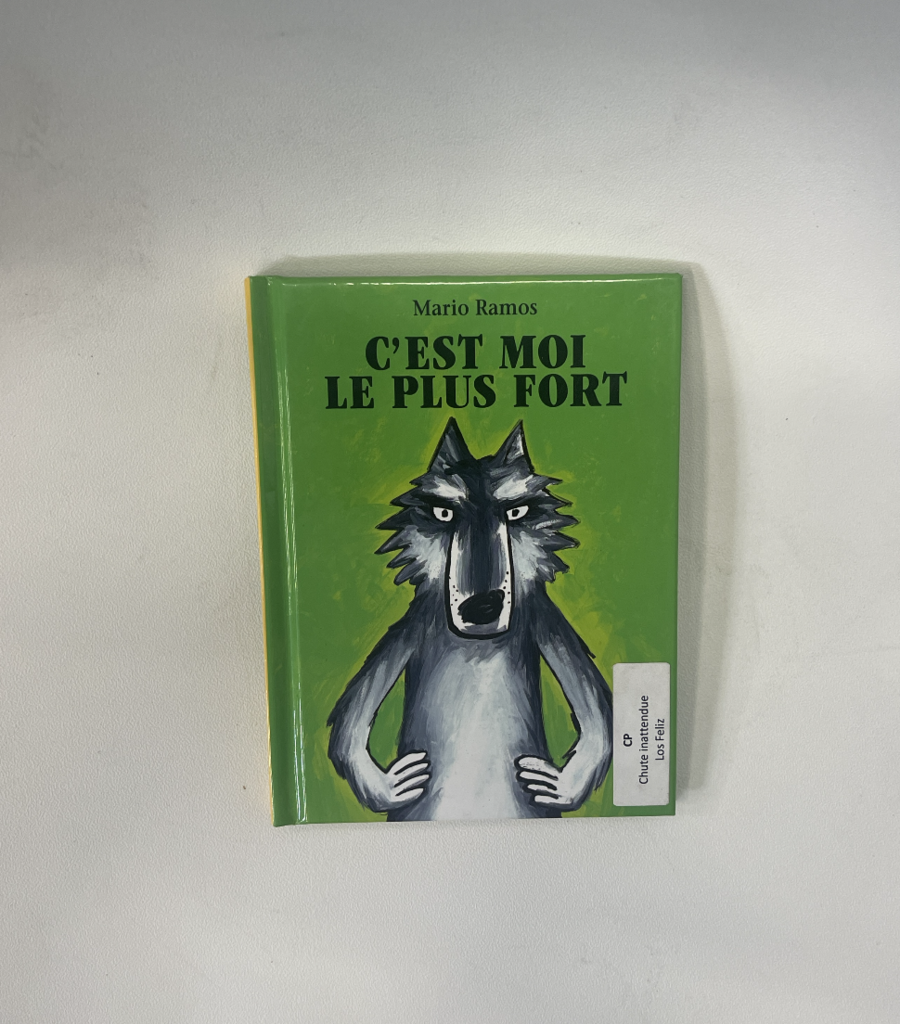 Mario Ramos
C'EST MOI
LE PLUS FORT
CP
Chute inattendue
Los Feliz